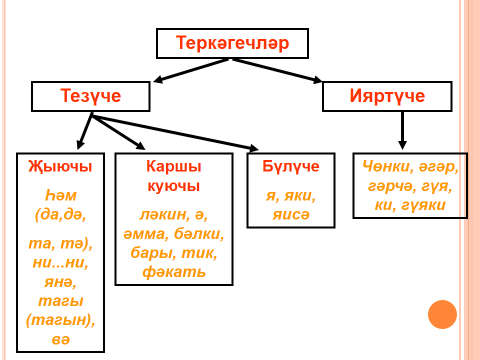 Теркәгечләр
Тезүче
Ияртүче
Җыючы
Һәм
(да,дә,
та, тә),
ни...ни,
янә,
тагы
(тагын),
вә
Каршы
куючы
ләкин, ә,
әмма, бәлки,
бары, тик,
фәкать
Бүлүче
я, яки,
яисә
Чөнки, әгәр,
гәрчә, гүя,
ки, гүяки